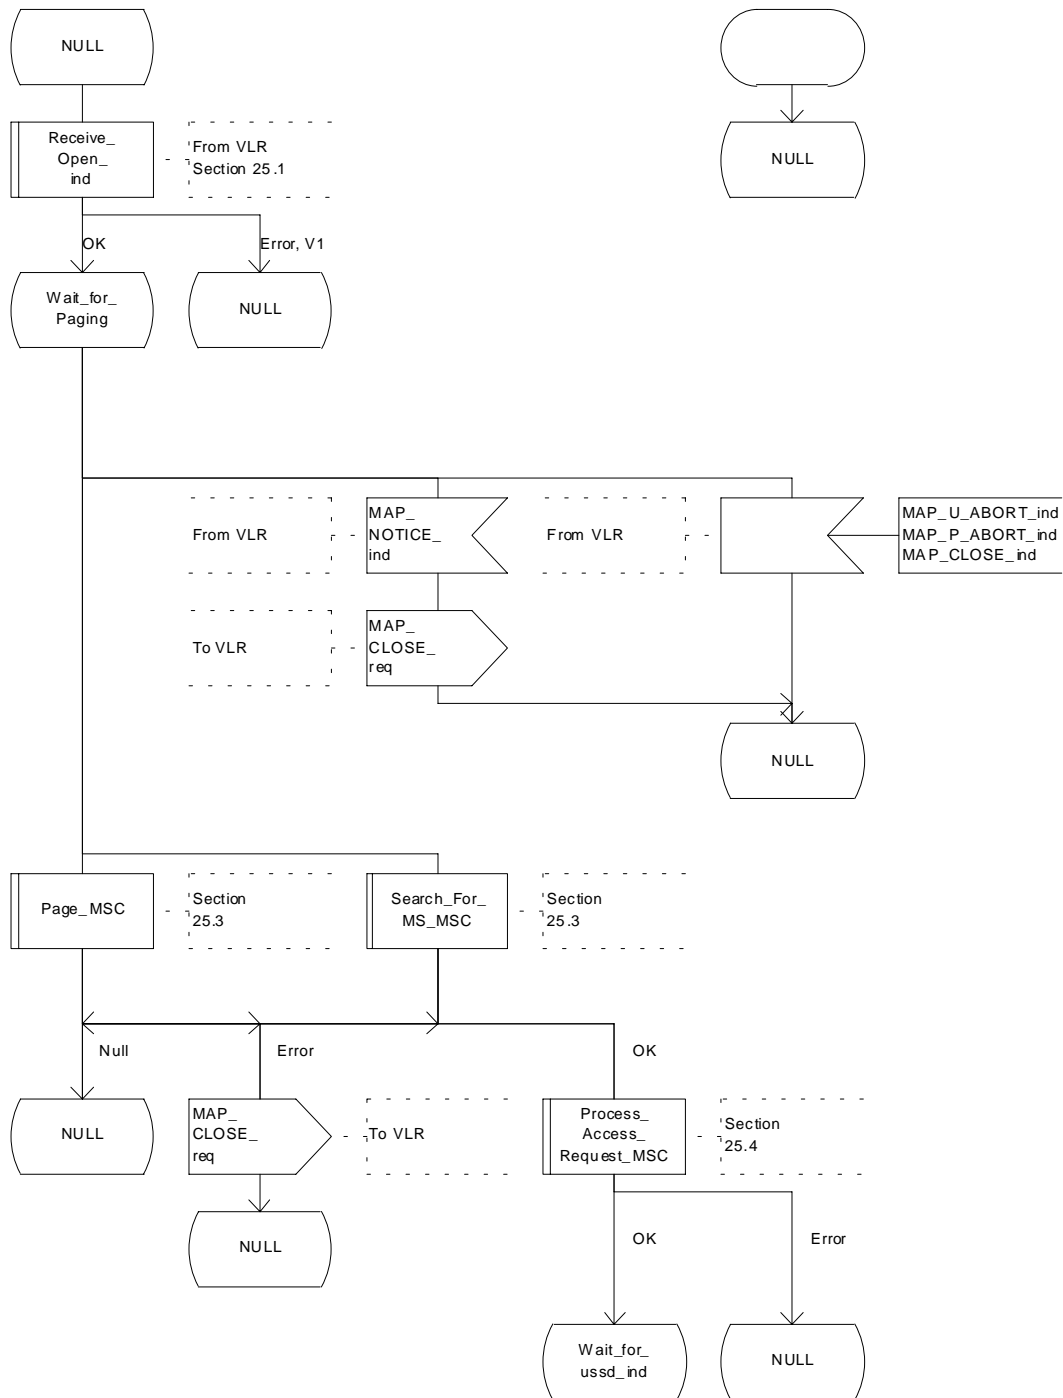 NULL
Receive_
Open_
ind
From VLR
Section 25.1
NULL
OK
Error, V1
Wait_for_
Paging
NULL
From VLR
MAP_
NOTICE_
ind
From VLR
MAP_U_ABORT_ind
MAP_P_ABORT_ind
MAP_CLOSE_ind
To VLR
MAP_
CLOSE_
req
NULL
Page_MSC
Section
25.3
Search_For_
MS_MSC
Section
25.3
Null
Error
OK
NULL
MAP_
CLOSE_
req
To VLR
Process_
Access_
Request_MSC
Section
25.4
NULL
OK
Error
Wait_for_
ussd_ind
NULL